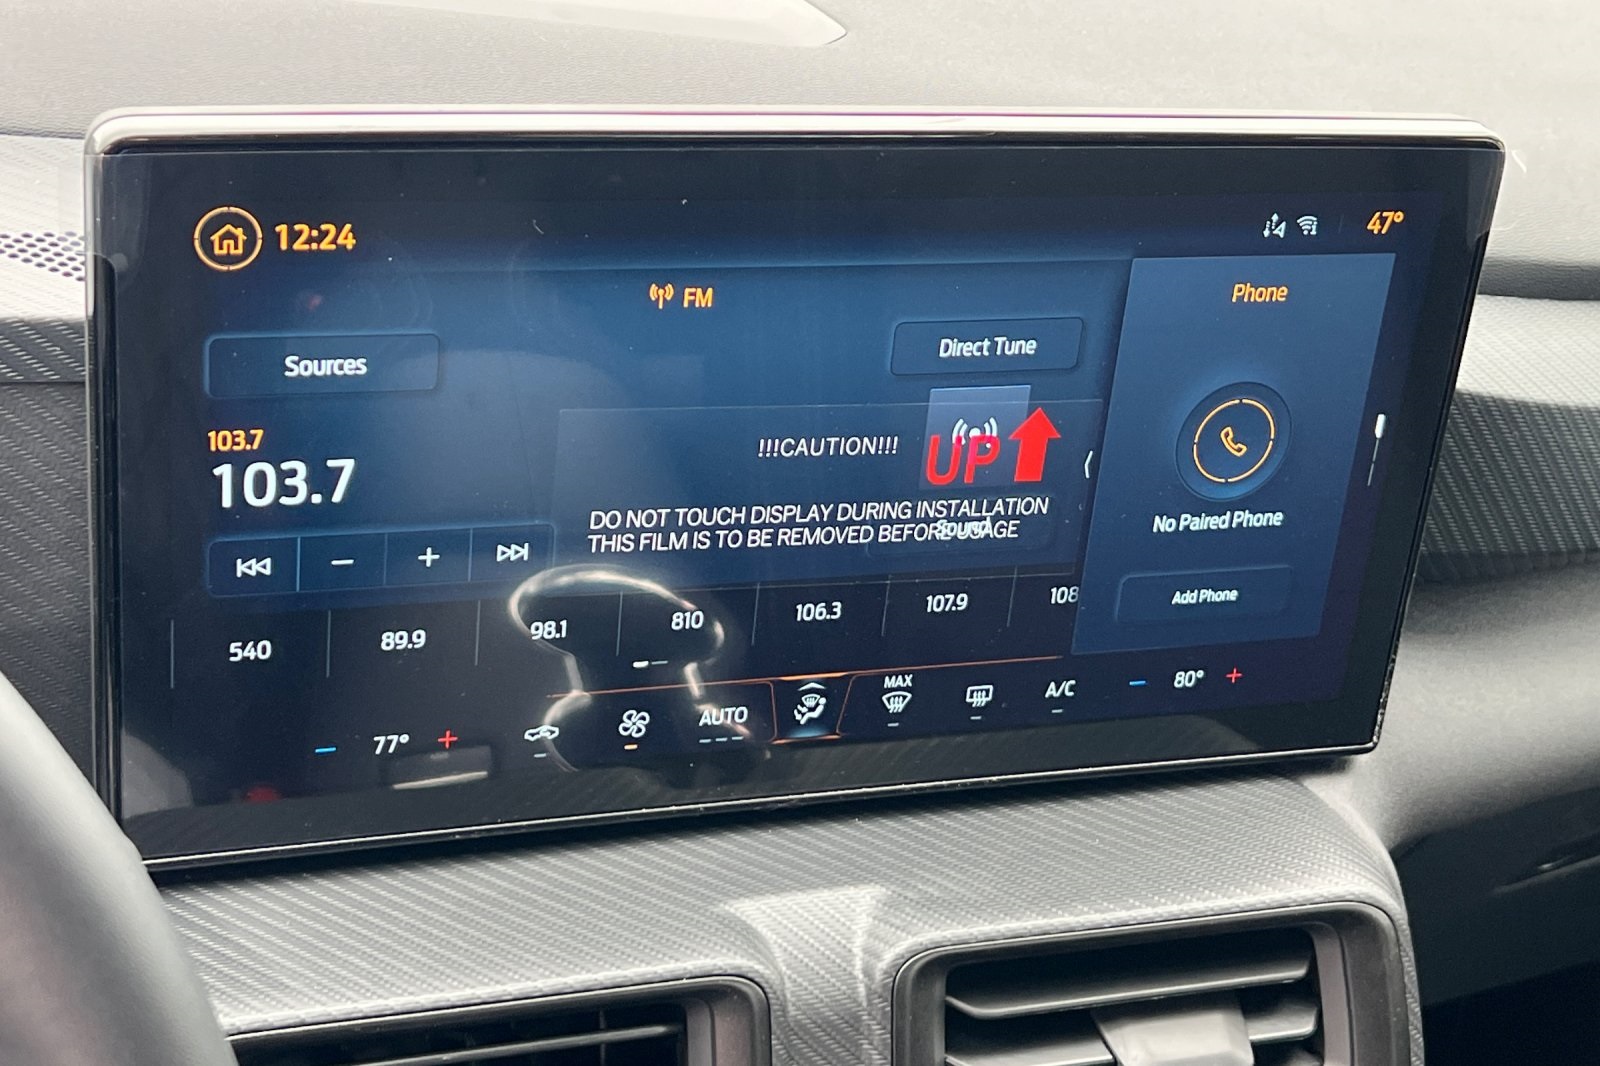 12:24
47°
FM
Phone
Sources
Direct Tune
103.7
103.7
!!!CAUTION!!!
UP
DO NOT TOUCH DISPLAY DURING INSTALLATION
THIS FILM IS TO BE REMOVED BEFORE USAGE
Sound
No Paired Phone
Add Phone
540
89.9
98.1
810
106.3
107.9
108
77°
AUTO
MAX
A/C
80°